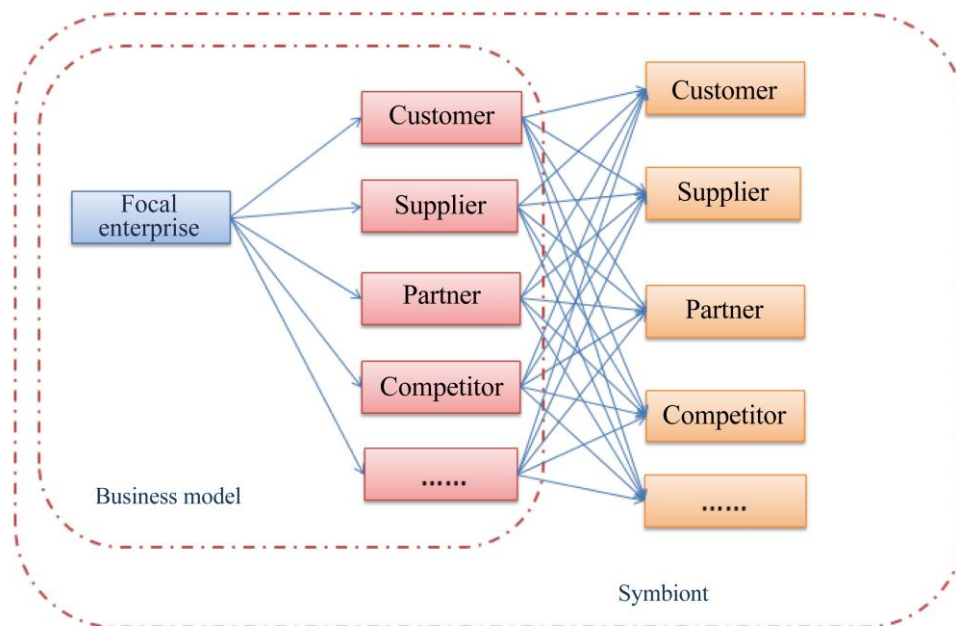 Focal
enterprise
Customer
Supplier
Partner
Competitor
......
Business model
Customer
Supplier
Partner
Competitor
......
Symbiont